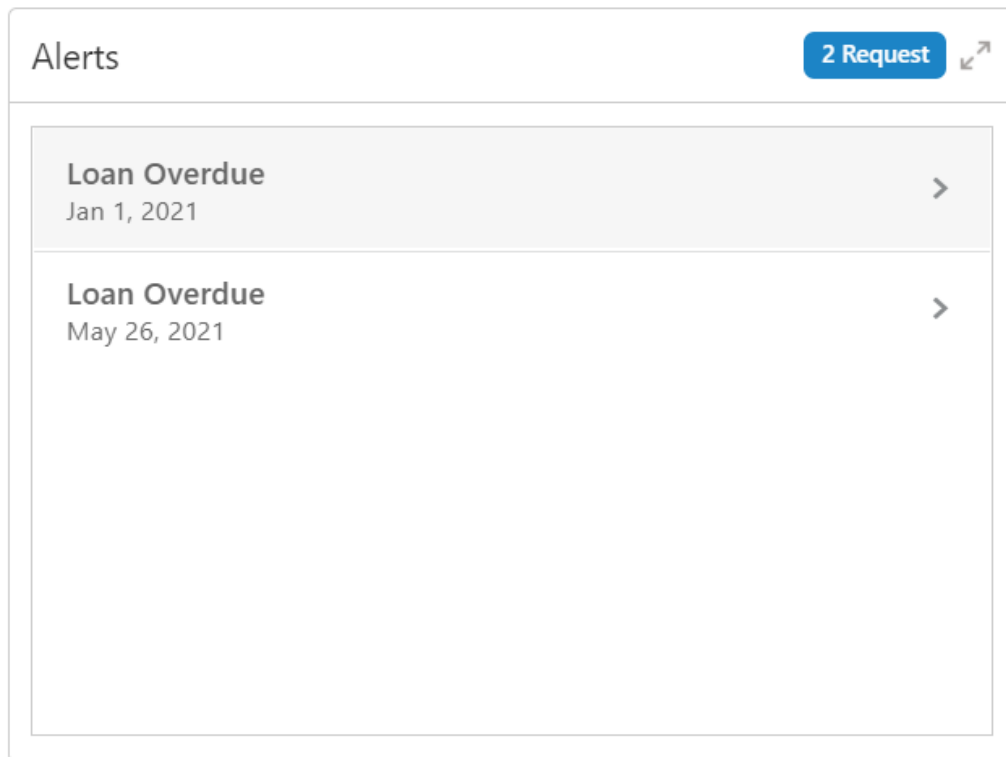 Alerts
2 Request
Loan Overdue
Jan 1, 2021
Loan Overdue
May 26, 2021